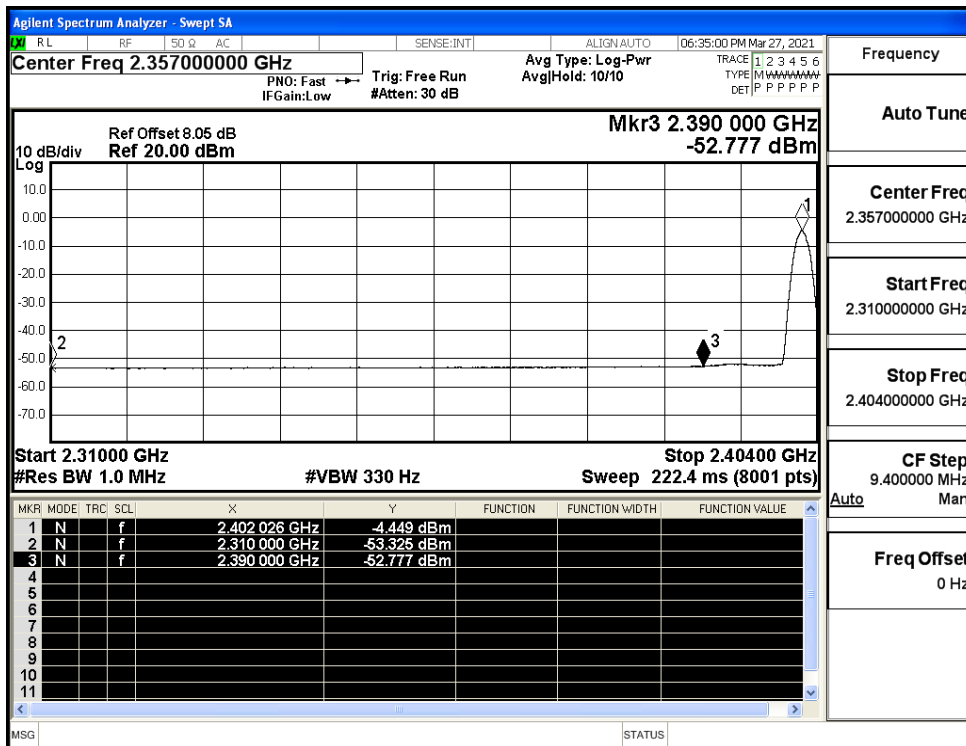 Agilent Spectrum Analyzer - Swept SA
LXI RL RF 50 Ω AC SENSE:INT ALIGN AUTO 06:35:00 PM Mar 27, 2021
Center Freq 2.357000000 GHz
PNO: Fast
IFGain:Low
Trig: Free Run
#Atten: 30 dB
Avg Type: Log-Pwr
Avg|Hold: 10/10
TRACE 1 2 3 4 5 6
TYPE M WWWWW
DET P P P P P P
Frequency
Ref Offset 8.05 dB
10 dB/div Ref 20.00 dBm
Log
Mkr3 2.390 000 GHz
-52.777 dBm
10.0
0.00
-10.0
-20.0
-30.0
-40.0
-50.0
-60.0
-70.0
1
2
3
Start 2.31000 GHz Stop 2.40400 GHz
#Res BW 1.0 MHz #VBW 330 Hz Sweep 222.4 ms (8001 pts)
MKR MODE TRC SCL X Y FUNCTION FUNCTION WIDTH FUNCTION VALUE
1 N f 2.402 026 GHz -4.449 dBm
2 N f 2.310 000 GHz -53.325 dBm
3 N f 2.390 000 GHz -52.777 dBm
4
5
6
7
8
9
10
11
MSG STATUS
Auto Tune
Center Freq
2.357000000 GHz
Start Freq
2.310000000 GHz
Stop Freq
2.404000000 GHz
CF Step
9.400000 MHz
Auto Man
Freq Offset
0 Hz